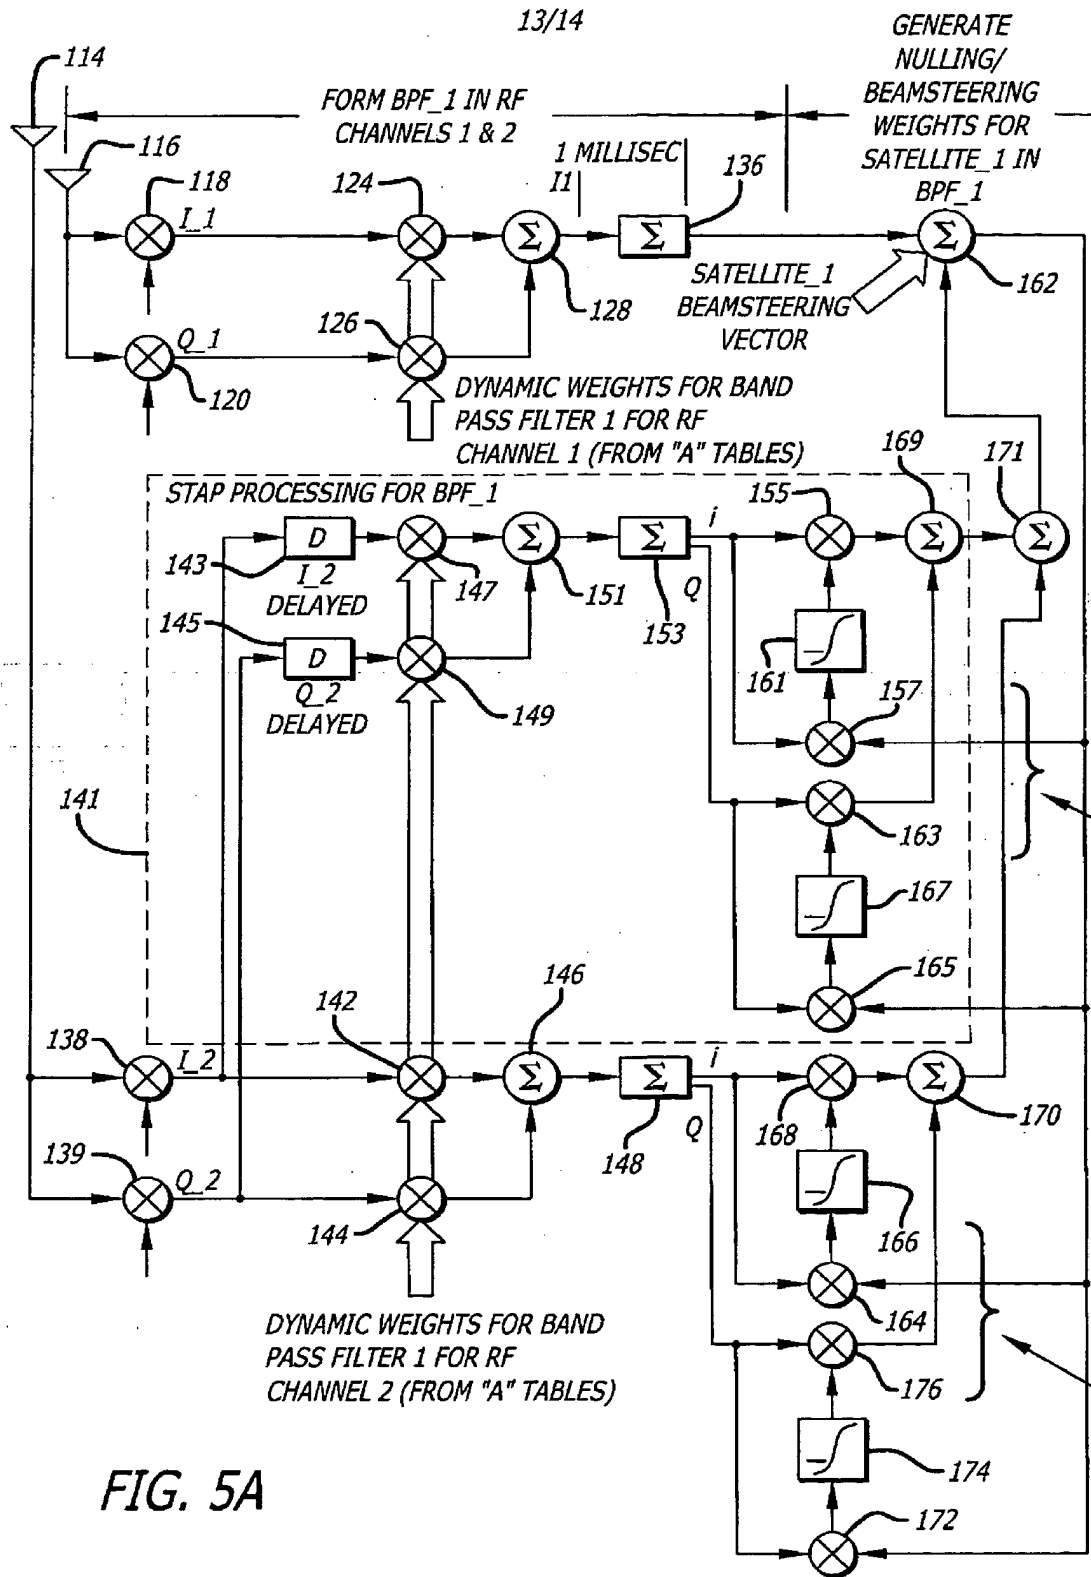 13/14
GENERATE
NULLING/
BEAMSTEERING
WEIGHTS FOR
SATELLITE_1 IN
BPF_1
114
FORM BPF_1 IN RF
CHANNELS 1 & 2
116
118
124
1 MILLISEC
I1
136
I_1
Σ
Σ
Σ
162
128
SATELLITE_1
BEAMSTEERING
VECTOR
Q_1
126
120
DYNAMIC WEIGHTS FOR BAND
PASS FILTER 1 FOR RF
CHANNEL 1 (FROM "A" TABLES)
STAP PROCESSING FOR BPF_1
155
169
171
143
D
I_2
DELAYED
147
Σ
151
Σ
153
i
Q
Σ
Σ
145
D
Q_2
DELAYED
149
161
157
141
163
167
165
146
142
138
I_2
Σ
Σ
148
i
Q
168
Σ
170
139
Q_2
144
166
164
176
DYNAMIC WEIGHTS FOR BAND
PASS FILTER 1 FOR RF
CHANNEL 2 (FROM "A" TABLES)
174
172
FIG. 5A